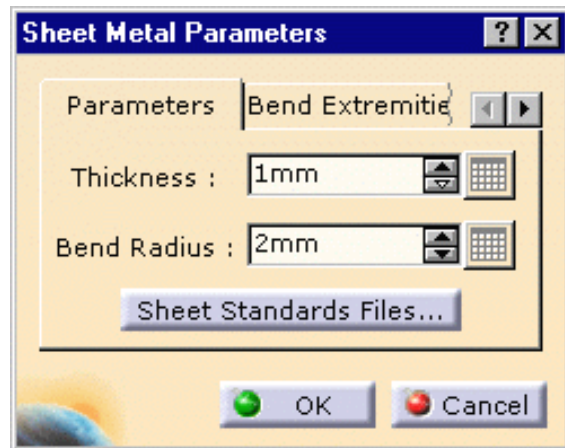 Sheet Metal Parameters
Parameters Bend Extremitie
Thickness : 1mm
Bend Radius : 2mm
Sheet Standards Files...
OK Cancel